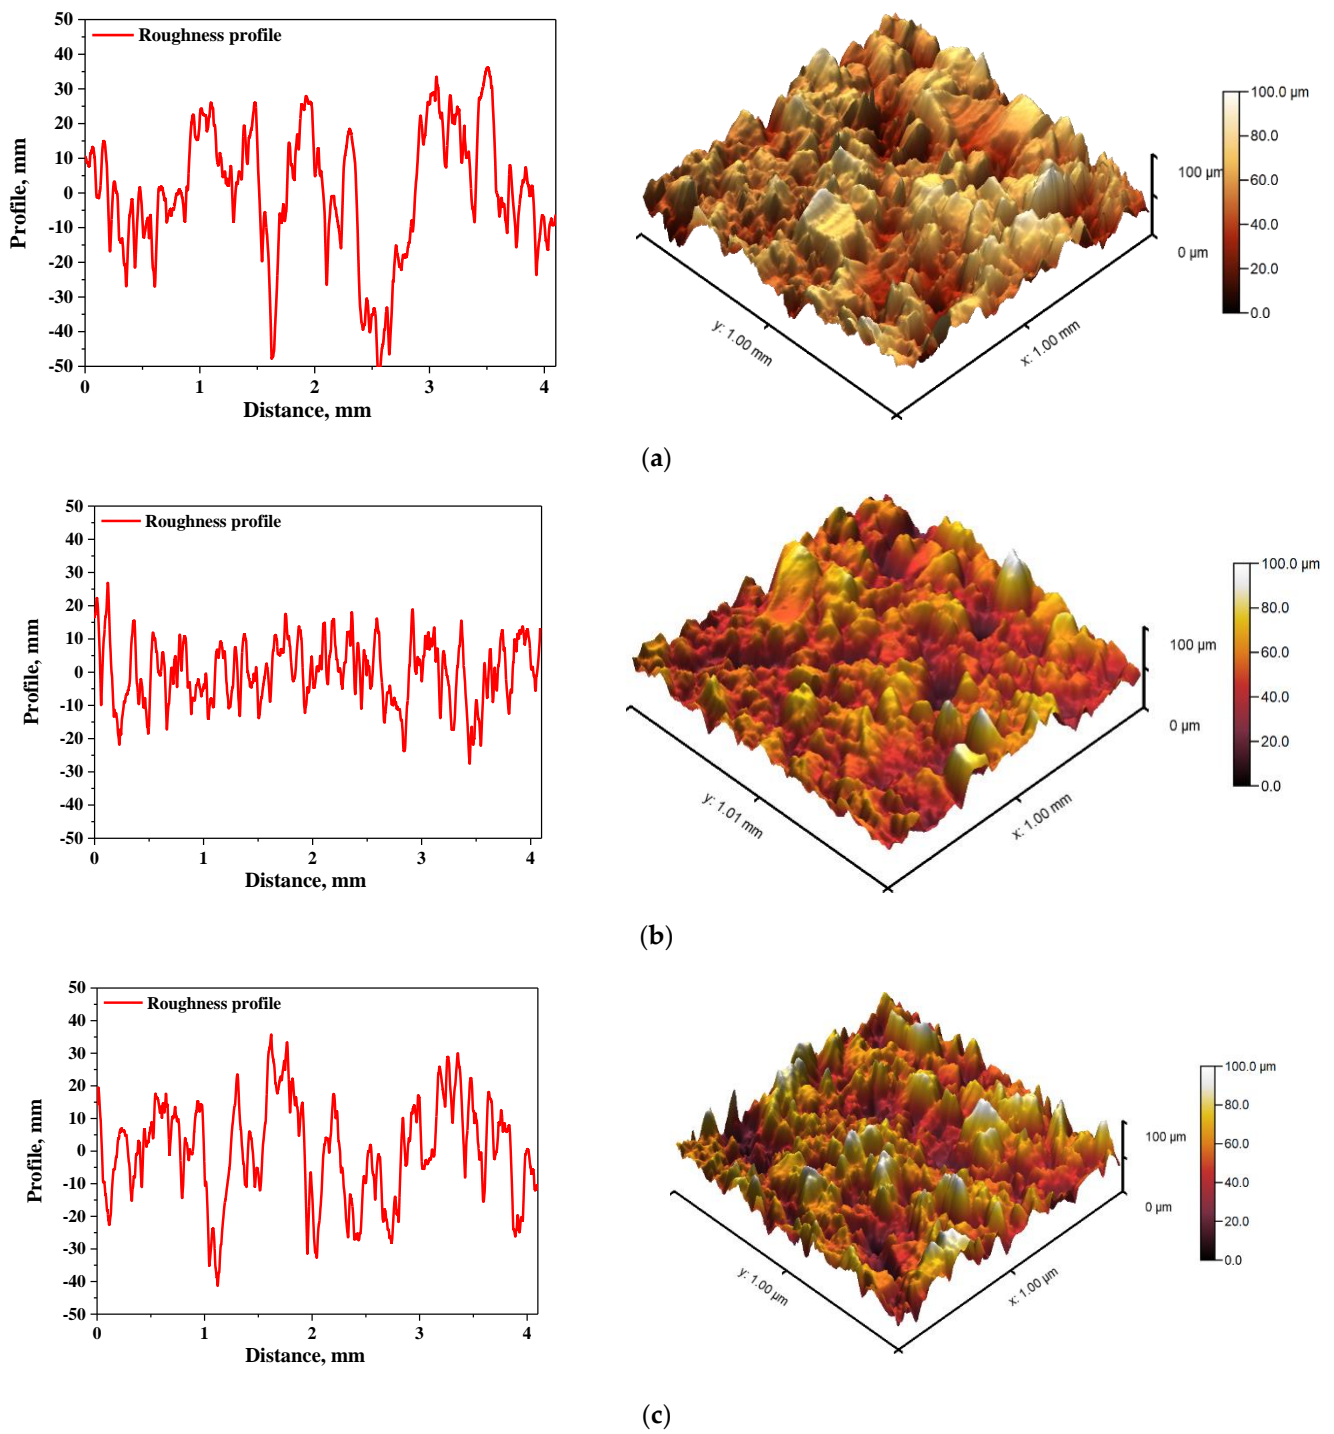 Roughness profile
50
40
30
20
10
0
-10
-20
-30
-40
-50
Profile, mm
0 1 2 3 4
Distance, mm
100 µm
0 µm
y: 1.00 mm
x: 1.00 mm
100.0 µm
80.0
60.0
40.0
20.0
0.0
(a)
Roughness profile
50
40
30
20
10
0
-10
-20
-30
-40
-50
Profile, mm
0 1 2 3 4
Distance, mm
100 µm
0 µm
y: 1.01 mm
x: 1.00 mm
100.0 µm
80.0
60.0
40.0
20.0
0.0
(b)
Roughness profile
50
40
30
20
10
0
-10
-20
-30
-40
-50
Profile, mm
0 1 2 3 4
Distance, mm
100 µm
0 µm
y: 1.00 µm
x: 1.00 µm
100.0 µm
80.0
60.0
40.0
20.0
0.0
(c)